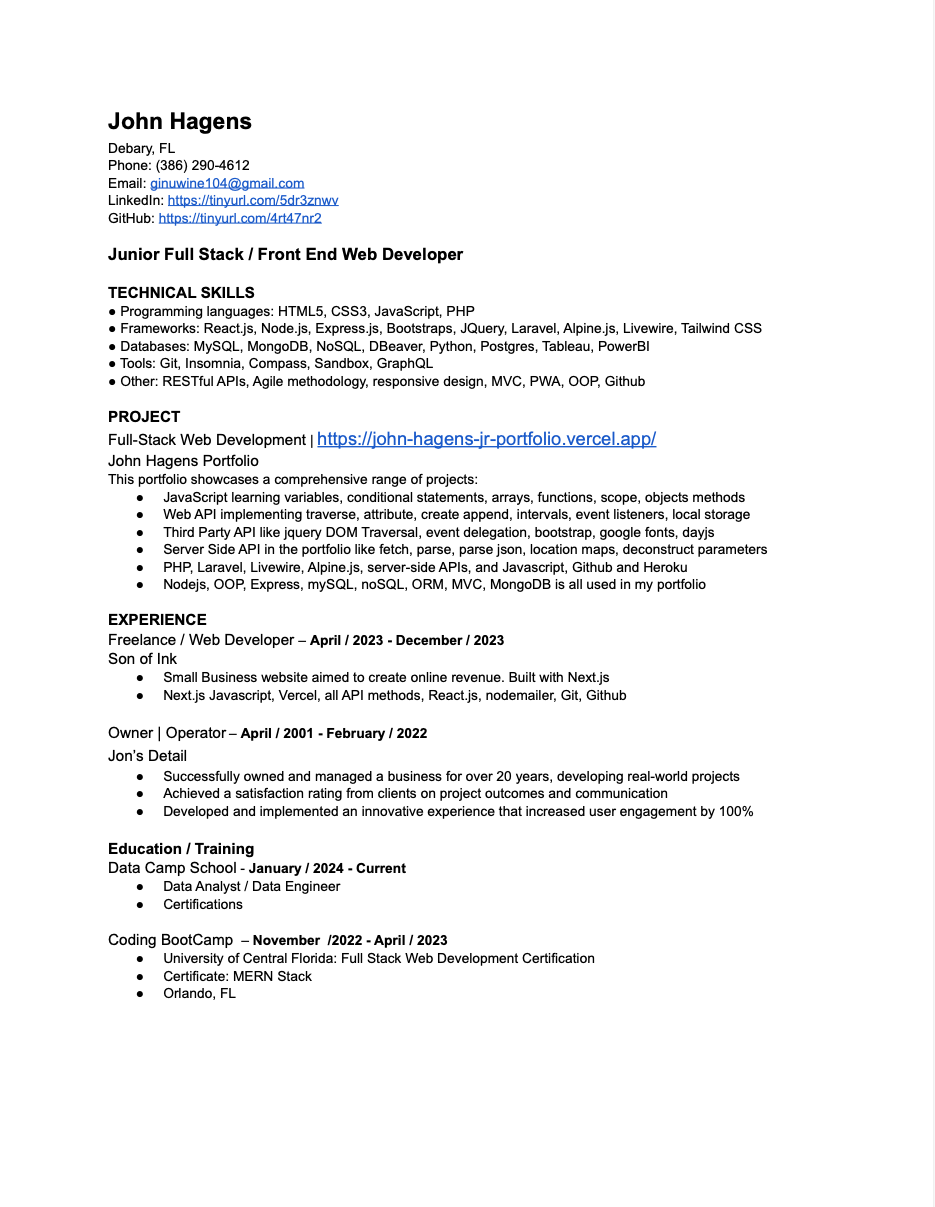 John Hagens
Debary, FL
Phone: (386) 290-4612
Email: ginuwine104@gmail.com
LinkedIn: https://tinyurl.com/5dr3znwv
GitHub: https://tinyurl.com/4rt47nr2
Junior Full Stack / Front End Web Developer
TECHNICAL SKILLS
● Programming languages: HTML5, CSS3, JavaScript, PHP
● Frameworks: React.js, Node.js, Express.js, Bootstraps, JQuery, Laravel, Alpine.js, Livewire, Tailwind CSS
● Databases: MySQL, MongoDB, NoSQL, DBeaver, Python, Postgres, Tableau, PowerBI
● Tools: Git, Insomnia, Compass, Sandbox, GraphQL
● Other: RESTful APIs, Agile methodology, responsive design, MVC, PWA, OOP, Github
PROJECT
Full-Stack Web Development | https://john-hagens-jr-portfolio.vercel.app/
John Hagens Portfolio
This portfolio showcases a comprehensive range of projects:
● JavaScript learning variables, conditional statements, arrays, functions, scope, objects methods
● Web API implementing traverse, attribute, create append, intervals, event listeners, local storage
● Third Party API like jquery DOM Traversal, event delegation, bootstrap, google fonts, dayjs
● Server Side API in the portfolio like fetch, parse, parse json, location maps, deconstruct parameters
● PHP, Laravel, Livewire, Alpine.js, server-side APIs, and Javascript, Github and Heroku
● Nodejs, OOP, Express, mySQL, noSQL, ORM, MVC, MongoDB is all used in my portfolio
EXPERIENCE
Freelance / Web Developer – April / 2023 - December / 2023
Son of Ink
● Small Business website aimed to create online revenue. Built with Next.js
● Next.js Javascript, Vercel, all API methods, React.js, nodemailer, Git, Github
Owner | Operator – April / 2001 - February / 2022
Jon's Detail
● Successfully owned and managed a business for over 20 years, developing real-world projects
● Achieved a satisfaction rating from clients on project outcomes and communication
● Developed and implemented an innovative experience that increased user engagement by 100%
Education / Training
Data Camp School - January / 2024 - Current
● Data Analyst / Data Engineer
● Certifications
Coding BootCamp – November /2022 - April / 2023
● University of Central Florida: Full Stack Web Development Certification
● Certificate: MERN Stack
● Orlando, FL